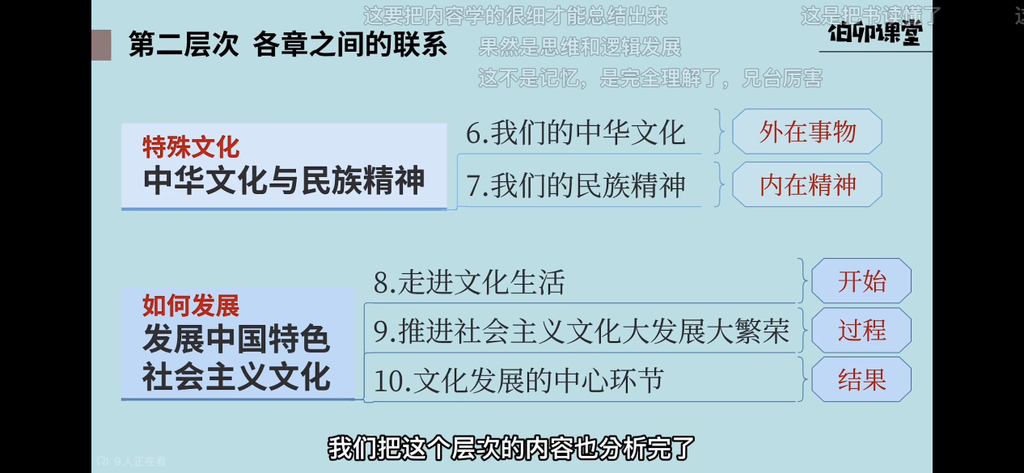 这要把内容学的很细才能总结出来
这是把书读懂了
这
第二层次 各章之间的联系
伯卯课堂
果然是思维和逻辑发展
这不是记忆，是完全理解了，兄台厉害
特殊文化
中华文化与民族精神
6.我们的中华文化
外在事物
7.我们的民族精神
内在精神
如何发展
发展中国特色
社会主义文化
8.走进文化生活
开始
9.推进社会主义文化大发展大繁荣
过程
10.文化发展的中心环节
结果
我们把这个层次的内容也分析完了
9人正在看